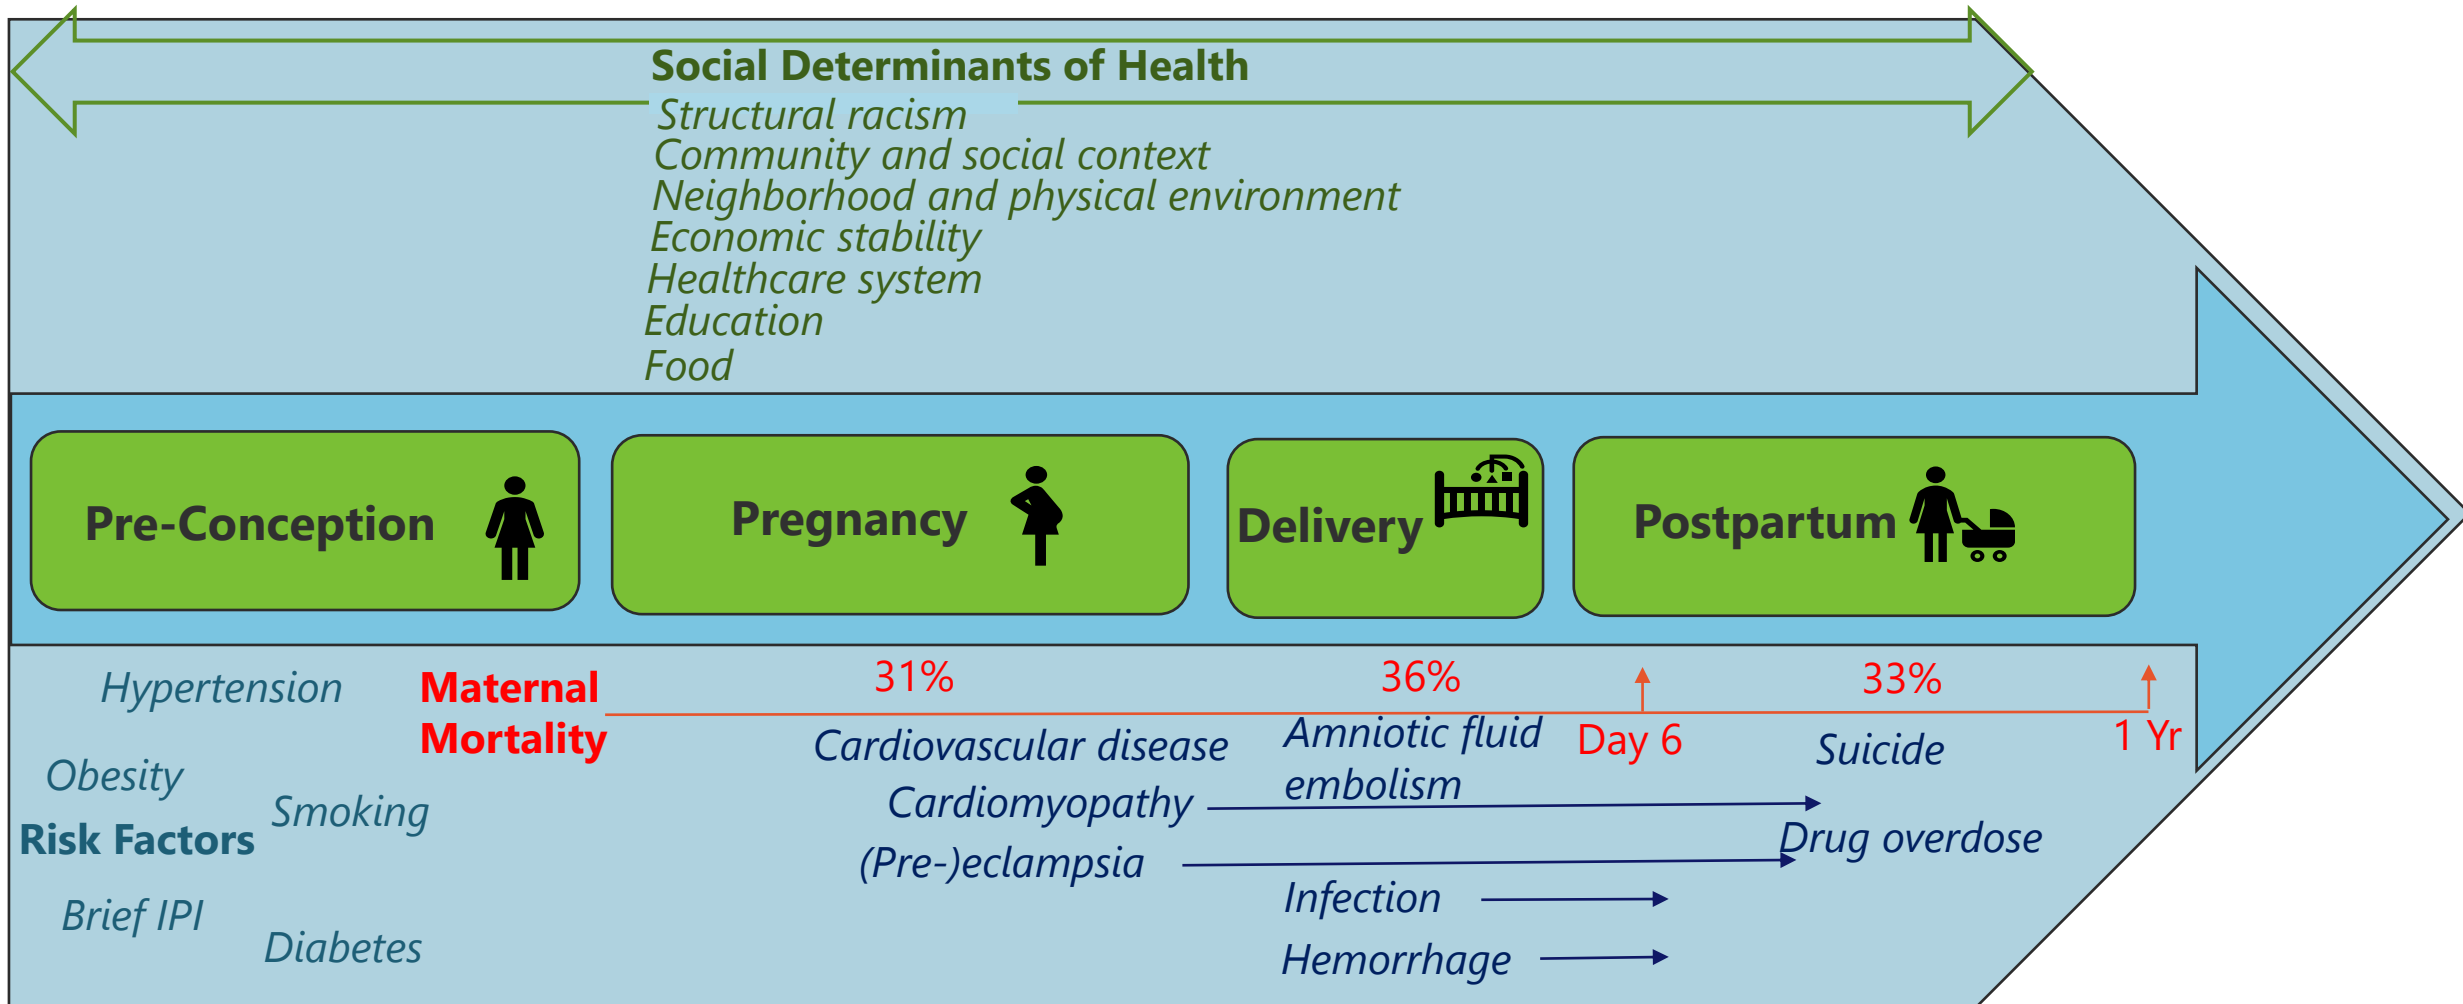 Social Determinants of Health
Structural racism
Community and social context
Neighborhood and physical environment
Economic stability
Healthcare system
Education
Food
Pre-Conception
Pregnancy
Delivery
Postpartum
Hypertension
Obesity
Smoking
Risk Factors
Brief IPI
Diabetes
Maternal
Mortality
31%
36%
33%
Day 6
1 Yr
Cardiovascular disease
Cardiomyopathy
(Pre-)eclampsia
Amniotic fluid
embolism
Infection
Hemorrhage
Suicide
Drug overdose